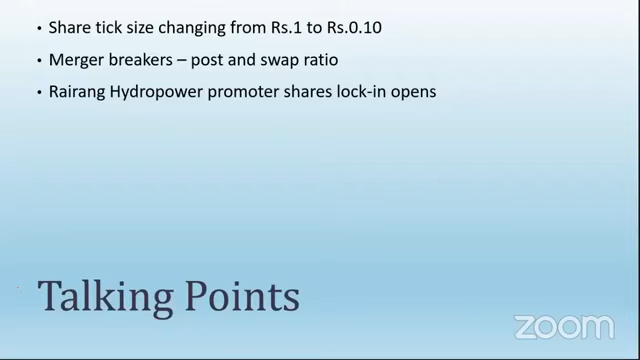 • Share tick size changing from Rs.1 to Rs.0.10
• Merger breakers – post and swap ratio
• Rairang Hydropower promoter shares lock-in opens
Talking Points
zoom